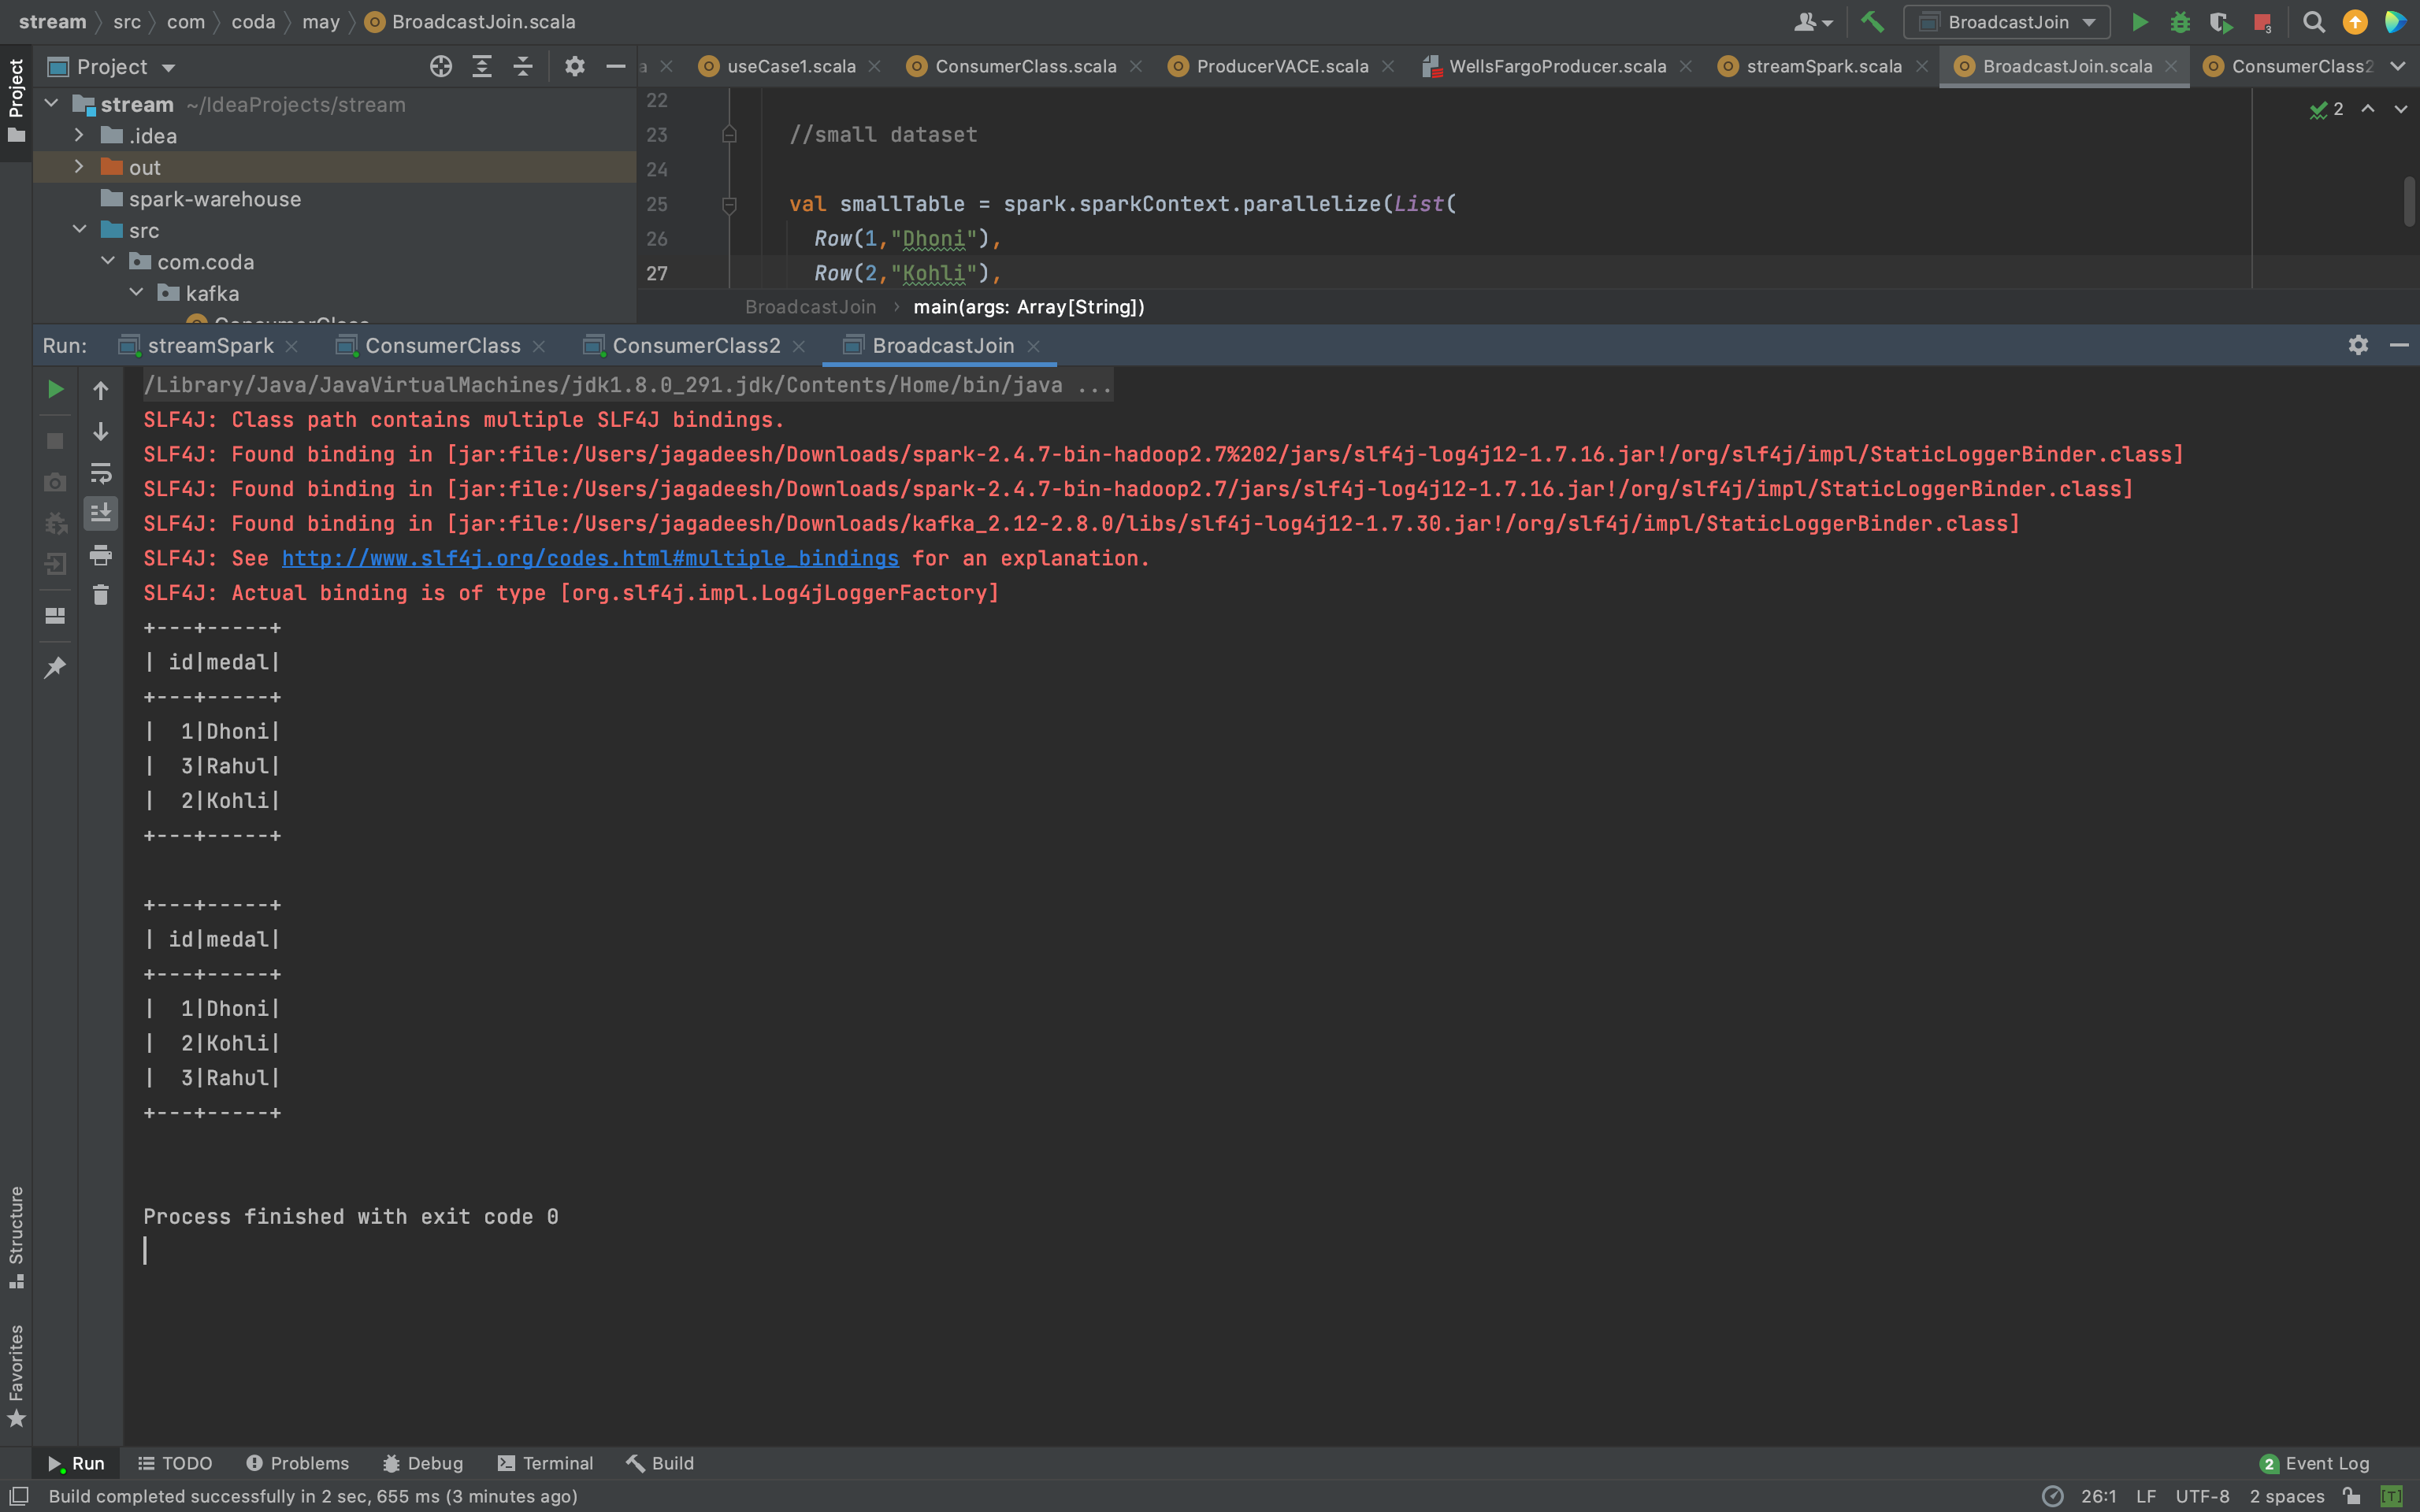 stream src com coda may BroadcastJoin.scala
BroadcastJoin 3
Project
a useCase1.scala ConsumerClass.scala ProducerVACE.scala WellsFargoProducer.scala streamSpark.scala BroadcastJoin.scala ConsumerClass2
Project
stream ~/IdeaProjects/stream
.idea
out
spark-warehouse
src
com.coda
kafka
ConsumerClass
22
23 //small dataset
24
25 val smallTable = spark.sparkContext.parallelize(List(
26 Row(1,"Dhoni"),
27 Row(2,"Kohli"),
2
BroadcastJoin main(args: Array[String])
Run: streamSpark ConsumerClass ConsumerClass2 BroadcastJoin
/Library/Java/JavaVirtualMachines/jdk1.8.0_291.jdk/Contents/Home/bin/java ...
SLF4J: Class path contains multiple SLF4J bindings.
SLF4J: Found binding in [jar:file:/Users/jagadeesh/Downloads/spark-2.4.7-bin-hadoop2.7%202/jars/slf4j-log4j12-1.7.16.jar!/org/slf4j/impl/StaticLoggerBinder.class]
SLF4J: Found binding in [jar:file:/Users/jagadeesh/Downloads/spark-2.4.7-bin-hadoop2.7/jars/slf4j-log4j12-1.7.16.jar!/org/slf4j/impl/StaticLoggerBinder.class]
SLF4J: Found binding in [jar:file:/Users/jagadeesh/Downloads/kafka_2.12-2.8.0/libs/slf4j-log4j12-1.7.30.jar!/org/slf4j/impl/StaticLoggerBinder.class]
SLF4J: See http://www.slf4j.org/codes.html#multiple_bindings for an explanation.
SLF4J: Actual binding is of type [org.slf4j.impl.Log4jLoggerFactory]
+---+-----+
| id|medal|
+---+-----+
|  1|Dhoni|
|  3|Rahul|
|  2|Kohli|
+---+-----+
+---+-----+
| id|medal|
+---+-----+
|  1|Dhoni|
|  2|Kohli|
|  3|Rahul|
+---+-----+
Process finished with exit code 0
Structure
Favorites
Run TODO Problems Debug Terminal Build 2 Event Log
Build completed successfully in 2 sec, 655 ms (3 minutes ago) 26:1 LF UTF-8 2 spaces [T]